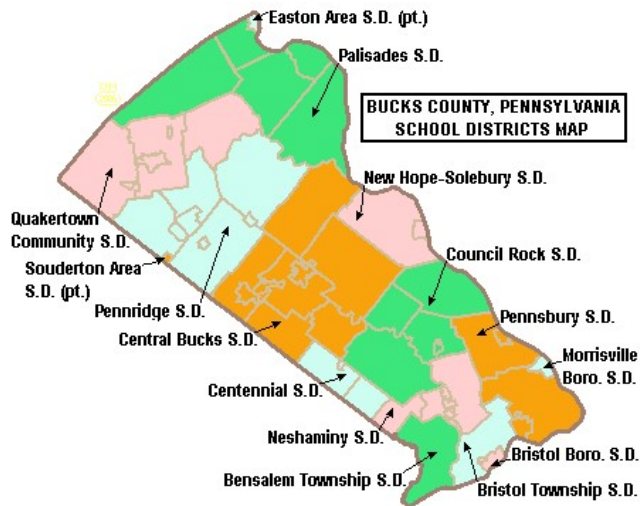 Easton Area S.D. (pt.)
Palisades S.D.
BUCKS COUNTY, PENNSYLVANIA
SCHOOL DISTRICTS MAP
New Hope-Solebury S.D.
Quakertown
Community S.D.
Council Rock S.D.
Souderton Area
S.D. (pt.)
Pennridge S.D.
Pennsbury S.D.
Central Bucks S.D.
Morrisville
Boro. S.D.
Centennial S.D.
Neshaminy S.D.
Bristol Boro. S.D.
Bensalem Township S.D.
Bristol Township S.D.